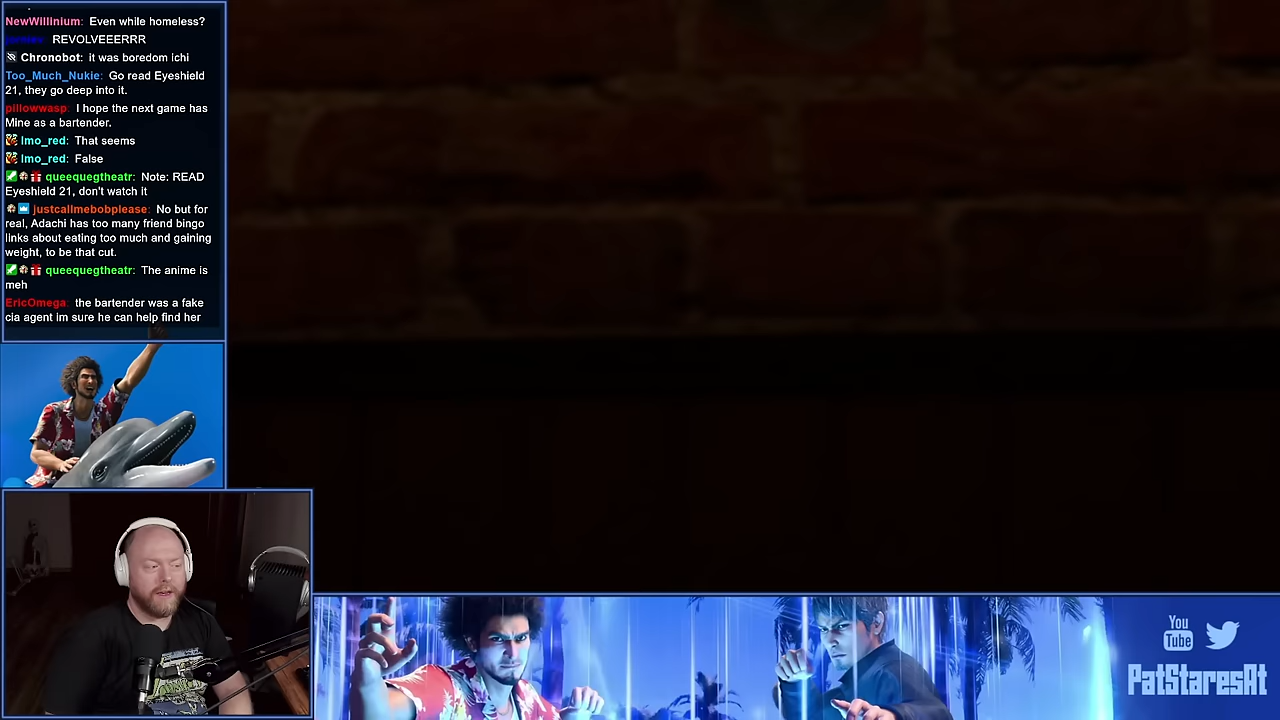 NewWillinium: Even while homeless?
REVOLVEEERRR
Chronobot: it was boredom ichi
Too_Much_Nukie: Go read Eyeshield
21, they go deep into it.
pillowwasp: I hope the next game has
Mine as a bartender.
lmo_red: That seems
lmo_red: False
queequegtheatr: Note: READ
Eyeshield 21, don't watch it
justcallmebobplease: No but for
real, Adachi has too many friend bingo
links about eating too much and gaining
weight, to be that cut.
queequegtheatr: The anime is
meh
EricOmega: the bartender was a fake
cia agent im sure he can help find her
You
Tube
PatStaresAt